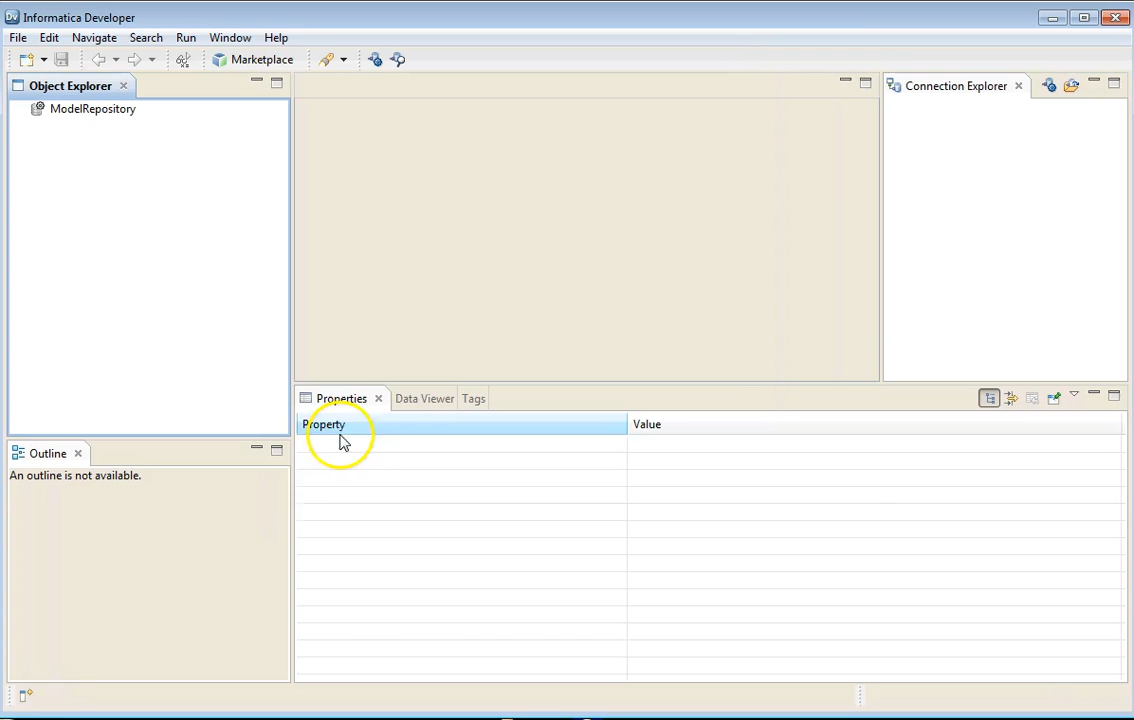 Dv Informatica Developer
File Edit Navigate Search Run Window Help
Marketplace
Object Explorer
ModelRepository
Connection Explorer
Properties Data Viewer Tags
Property Value
Outline
An outline is not available.